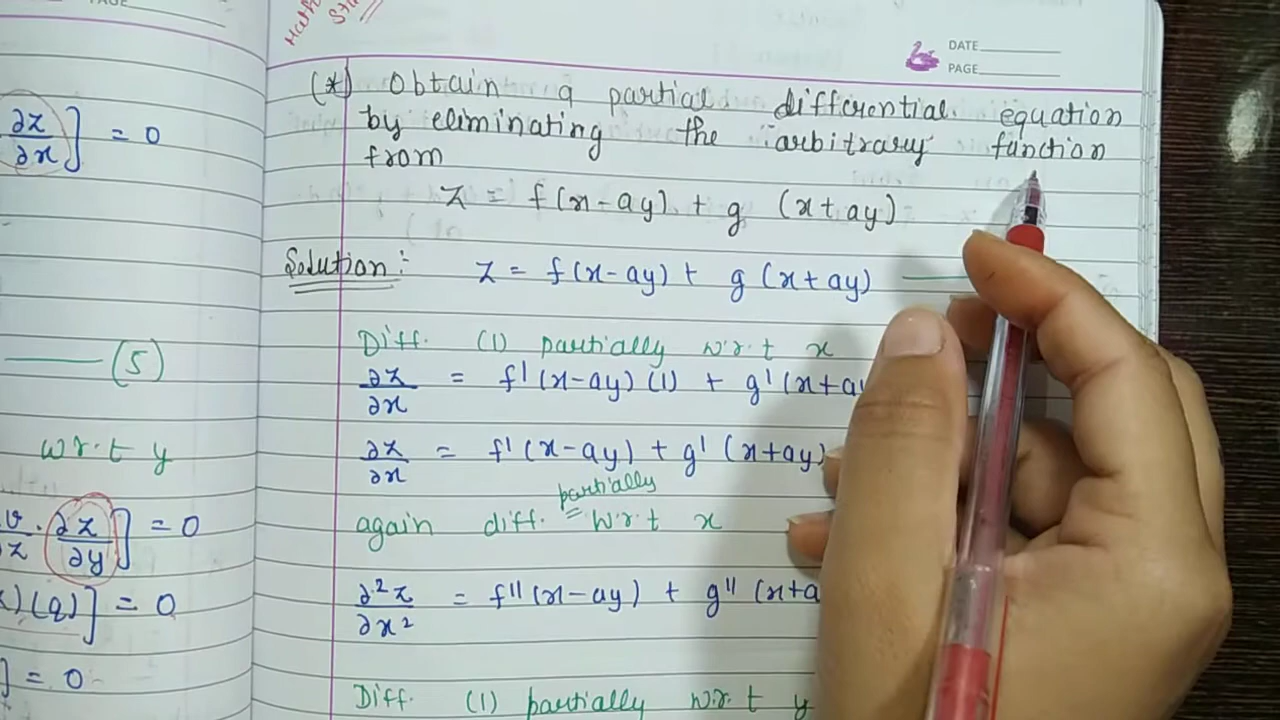 PAGE
∂z/∂x] = 0
(5)
w.r.t y
∂z/∂y] = 0
)(q)] = 0
] = 0
DATE
PAGE
(*) Obtain a partial differential equation
by eliminating the arbitrary function
from
z = f(x-ay) + g (x+ay)
Solution:- z = f(x-ay) + g (x+ay)
Diff. (1) partially w.r.t x
∂z/∂x = f'(x-ay)(1) + g'(x+ay
∂z/∂x = f'(x-ay) + g'(x+ay)
again diff. partially w.r.t x
∂²z/∂x² = f''(x-ay) + g''(x+a
Diff. (1) partially w.r.t y